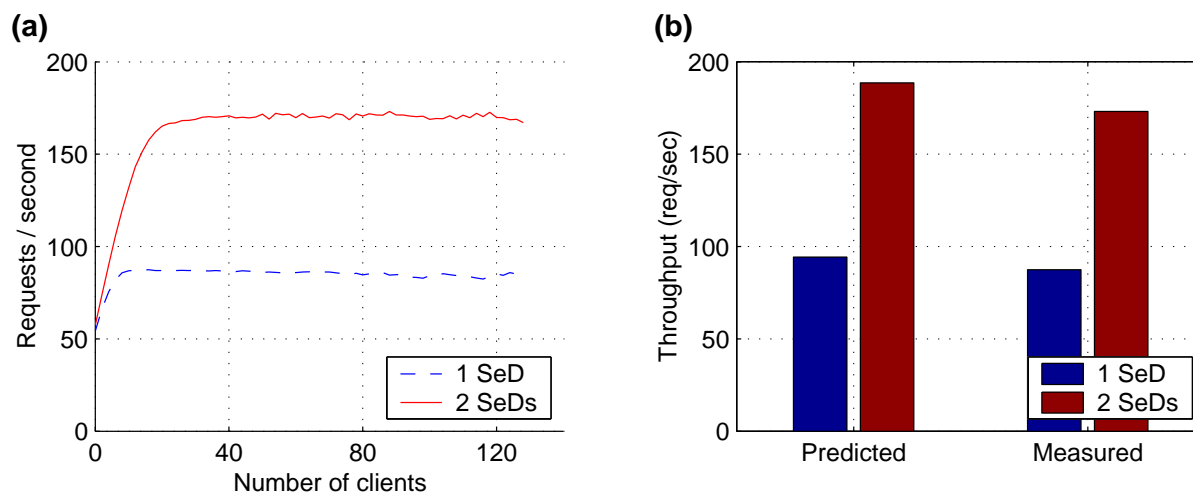 (a)
200
150
100
50
0
Requests / second
0 40 80 120
Number of clients
1 SeD
2 SeDs
(b)
200
150
100
50
0
Throughput (req/sec)
Predicted Measured
1 SeD
2 SeDs